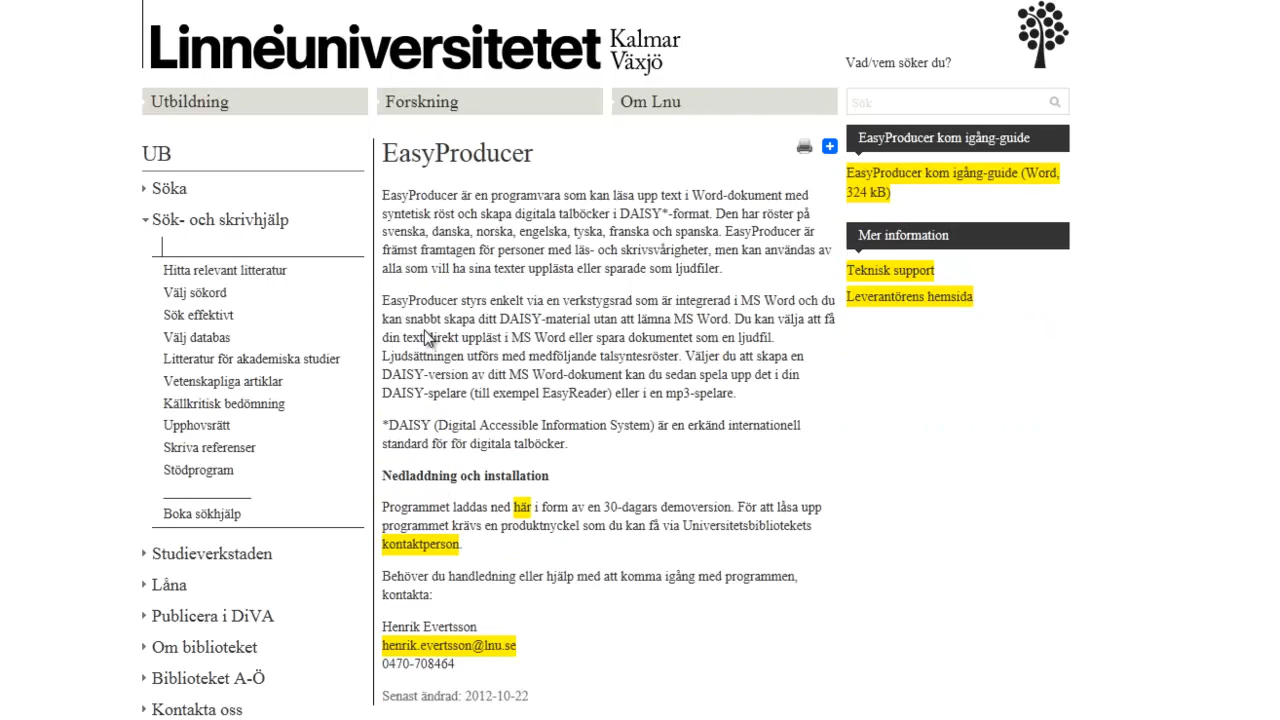 Linnéuniversitetet
Kalmar
Växjö
Vad/vem söker du?
Utbildning
Forskning
Om Lnu
Sök
UB
Söka
Sök- och skrivhjälp
Hitta relevant litteratur
Välj sökord
Sök effektivt
Välj databas
Litteratur för akademiska studier
Vetenskapliga artiklar
Källkritisk bedömning
Upphovsrätt
Skriva referenser
Stödprogram
Boka sökhjälp
Studieverkstaden
Låna
Publicera i DiVA
Om biblioteket
Biblioteket A-Ö
Kontakta oss
EasyProducer
EasyProducer är en programvara som kan läsa upp text i Word-dokument med
syntetisk röst och skapa digitala talböcker i DAISY*-format. Den har röster på
svenska, danska, norska, engelska, tyska, franska och spanska. EasyProducer är
främst framtagen för personer med läs- och skrivsvårigheter, men kan användas av
alla som vill ha sina texter upplästa eller sparade som ljudfiler.
EasyProducer styrs enkelt via en verkstygsrad som är integrerad i MS Word och du
kan snabbt skapa ditt DAISY-material utan att lämna MS Word. Du kan välja att få
din text direkt uppläst i MS Word eller spara dokumentet som en ljudfil.
Ljudsättningen utförs med medföljande talsyntesröster. Väljer du att skapa en
DAISY-version av ditt MS Word-dokument kan du sedan spela upp det i din
DAISY-spelare (till exempel EasyReader) eller i en mp3-spelare.
*DAISY (Digital Accessible Information System) är en erkänd internationell
standard för för digitala talböcker.
Nedladdning och installation
Programmet laddas ned här i form av en 30-dagars demoversion. För att låsa upp
programmet krävs en produktnyckel som du kan få via Universitetsbibliotekets
kontaktperson.
Behöver du handledning eller hjälp med att komma igång med programmen,
kontakta:
Henrik Evertsson
henrik.evertsson@lnu.se
0470-708464
Senast ändrad: 2012-10-22
EasyProducer kom igång-guide
EasyProducer kom igång-guide (Word,
324 kB)
Mer information
Teknisk support
Leverantörens hemsida